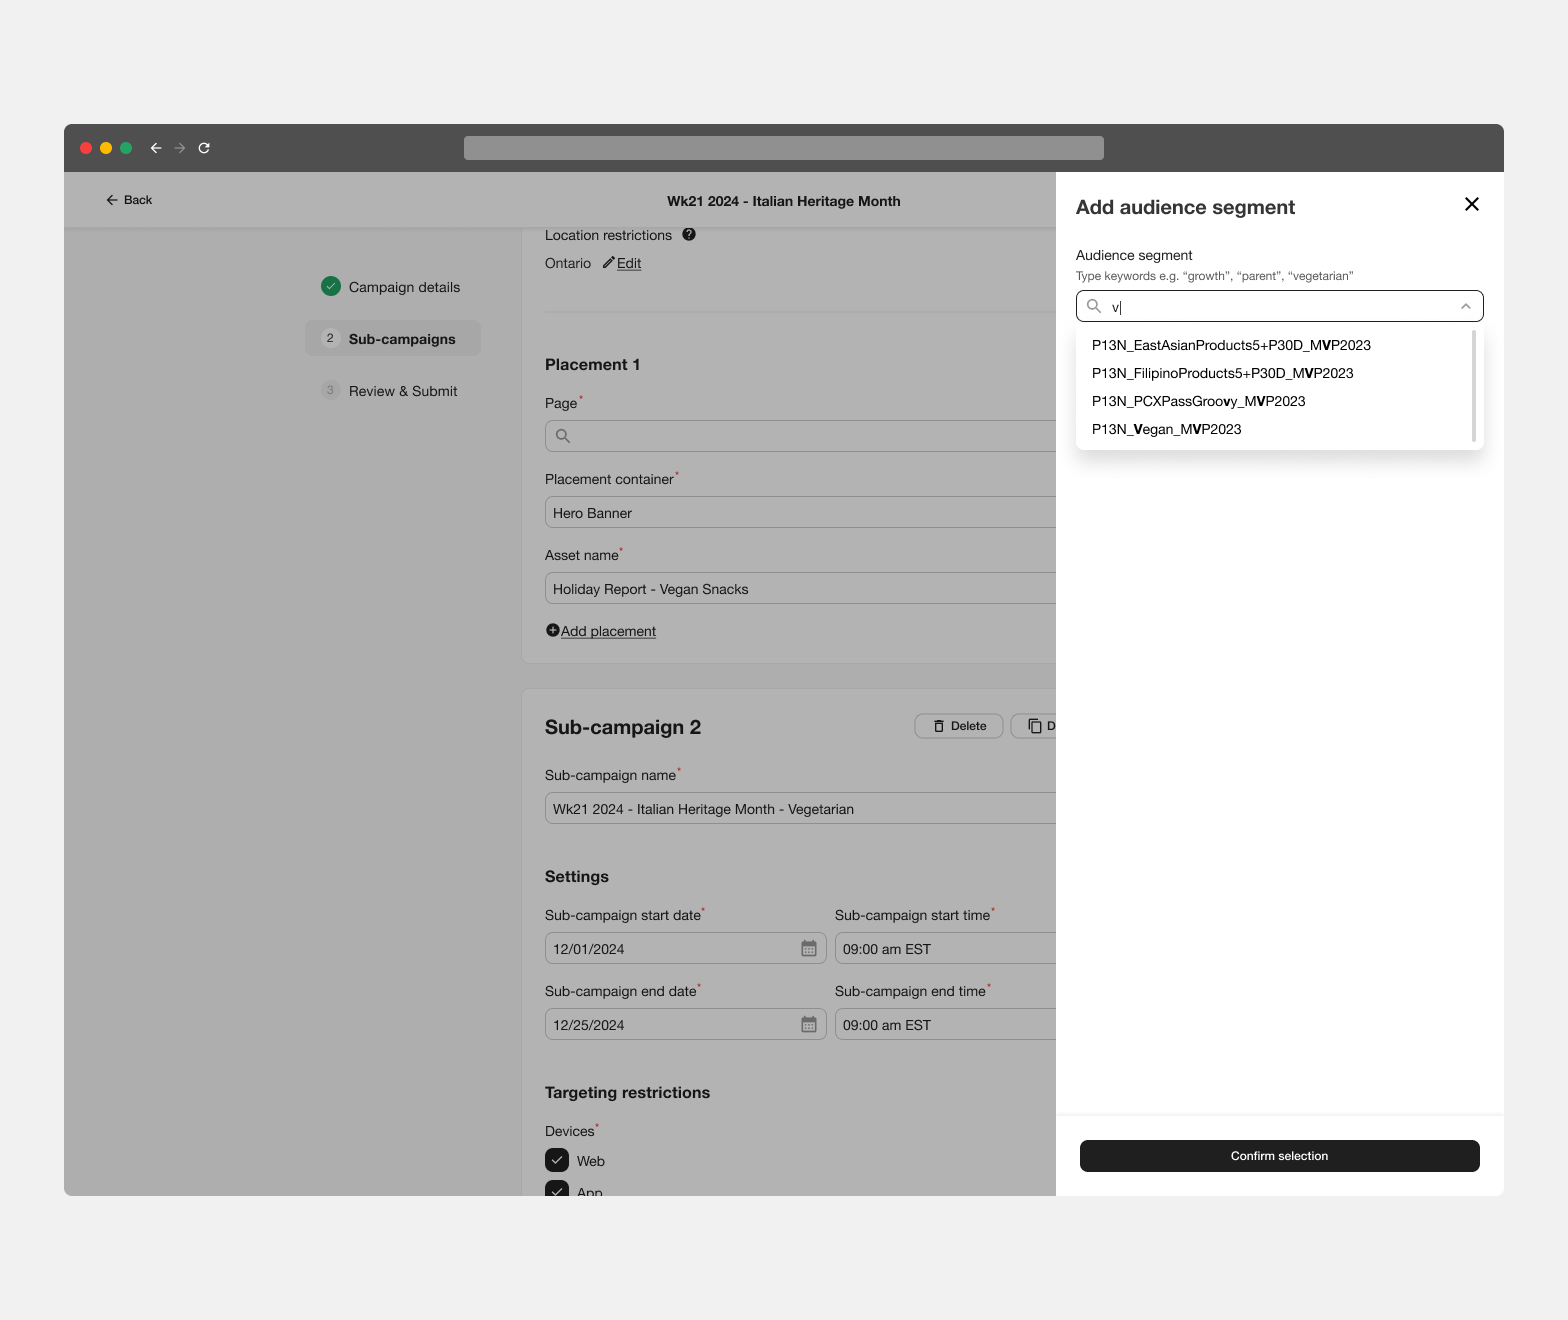 Back
Wk21 2024 - Italian Heritage Month
Campaign details
2 Sub-campaigns
3 Review & Submit
Location restrictions ?
Ontario Edit
Placement 1
Page*
Placement container*
Hero Banner
Asset name*
Holiday Report - Vegan Snacks
Add placement
Sub-campaign 2
Delete
D
Sub-campaign name*
Wk21 2024 - Italian Heritage Month - Vegetarian
Settings
Sub-campaign start date* Sub-campaign start time*
12/01/2024 09:00 am EST
Sub-campaign end date* Sub-campaign end time*
12/25/2024 09:00 am EST
Targeting restrictions
Devices*
Web
App
Add audience segment
Audience segment
Type keywords e.g. “growth”, “parent”, “vegetarian”
v
P13N_EastAsianProducts5+P30D_MVP2023
P13N_FilipinoProducts5+P30D_MVP2023
P13N_PCXPassGroovy_MVP2023
P13N_Vegan_MVP2023
Confirm selection